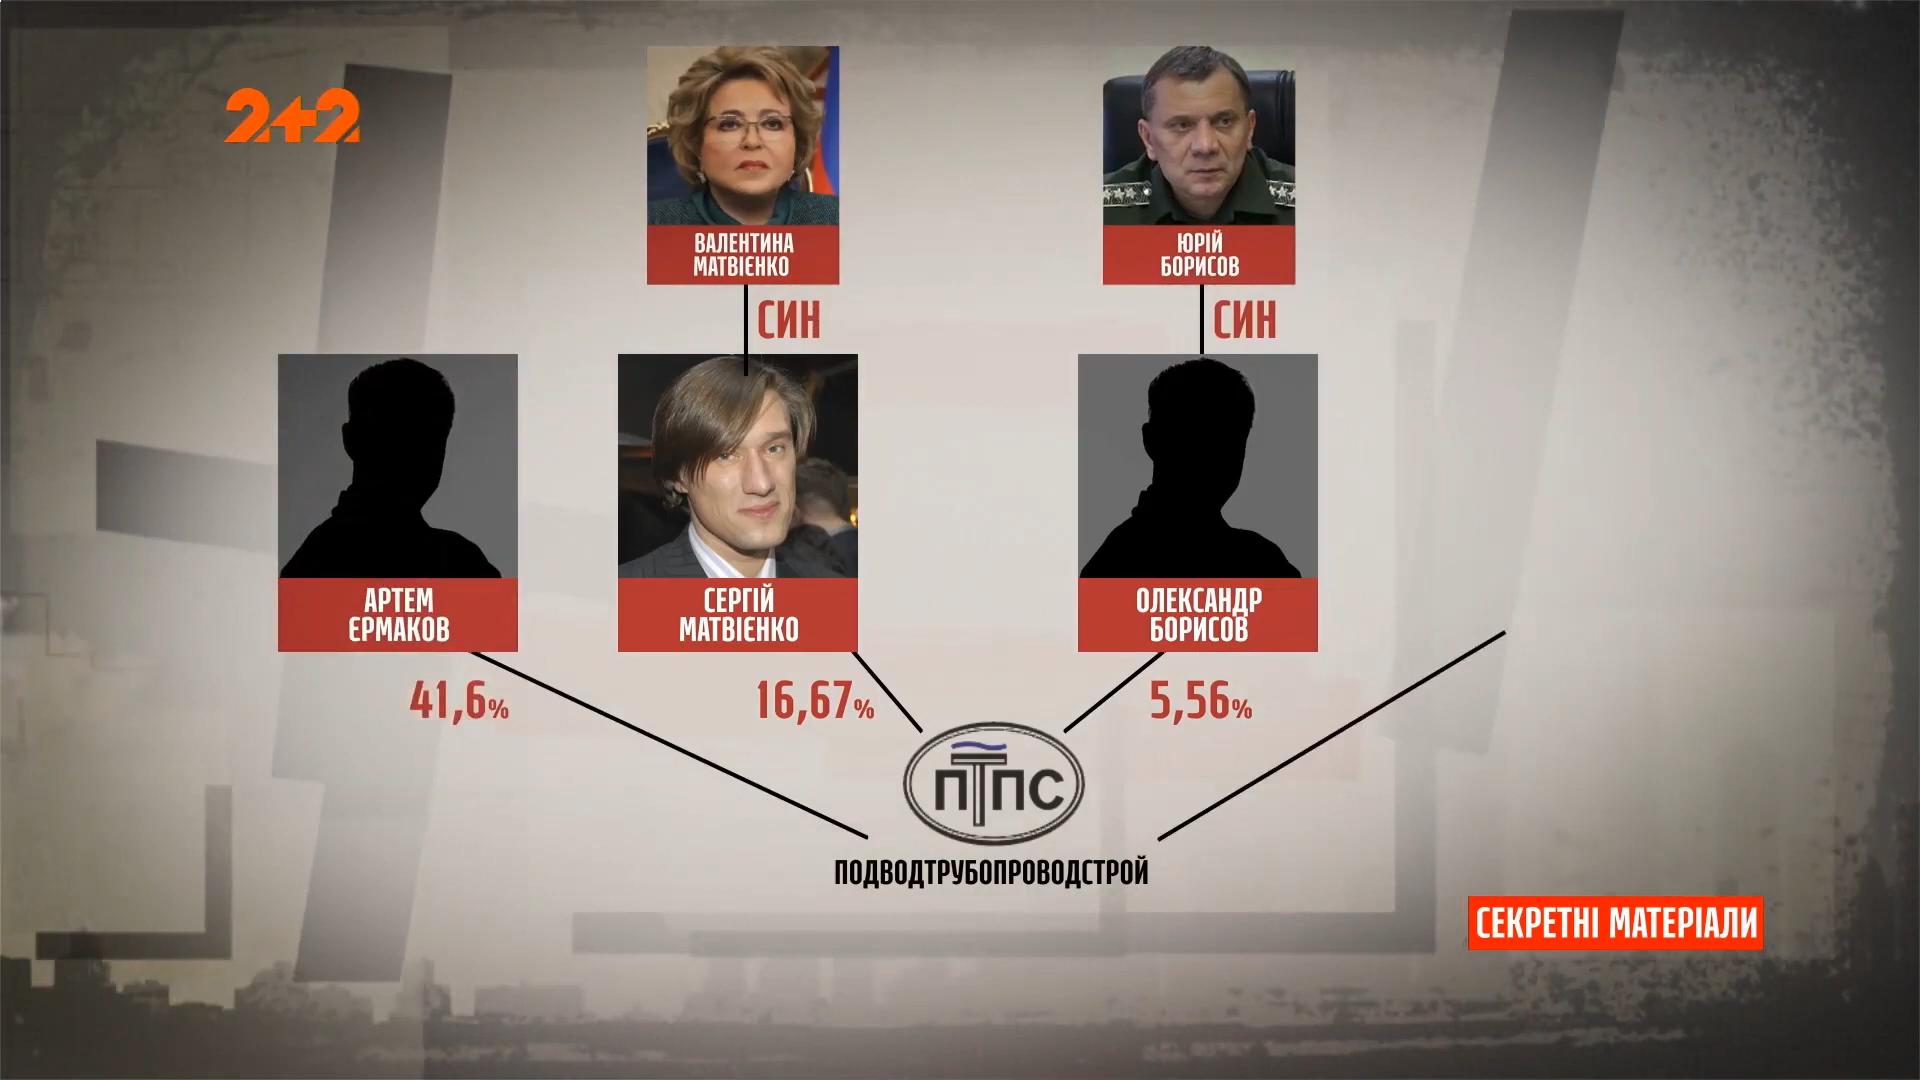 2+2
ВАЛЕНТИНА
МАТВІЄНКО
ЮРІЙ
БОРИСОВ
СИН
СИН
АРТЕМ
ЄРМАКОВ
СЕРГІЙ
МАТВІЄНКО
ОЛЕКСАНДР
БОРИСОВ
41,6%
16,67%
5,56%
ПТПС
ПОДВОДТРУБОПРОВОДСТРОЙ
СЕКРЕТНІ МАТЕРІАЛИ